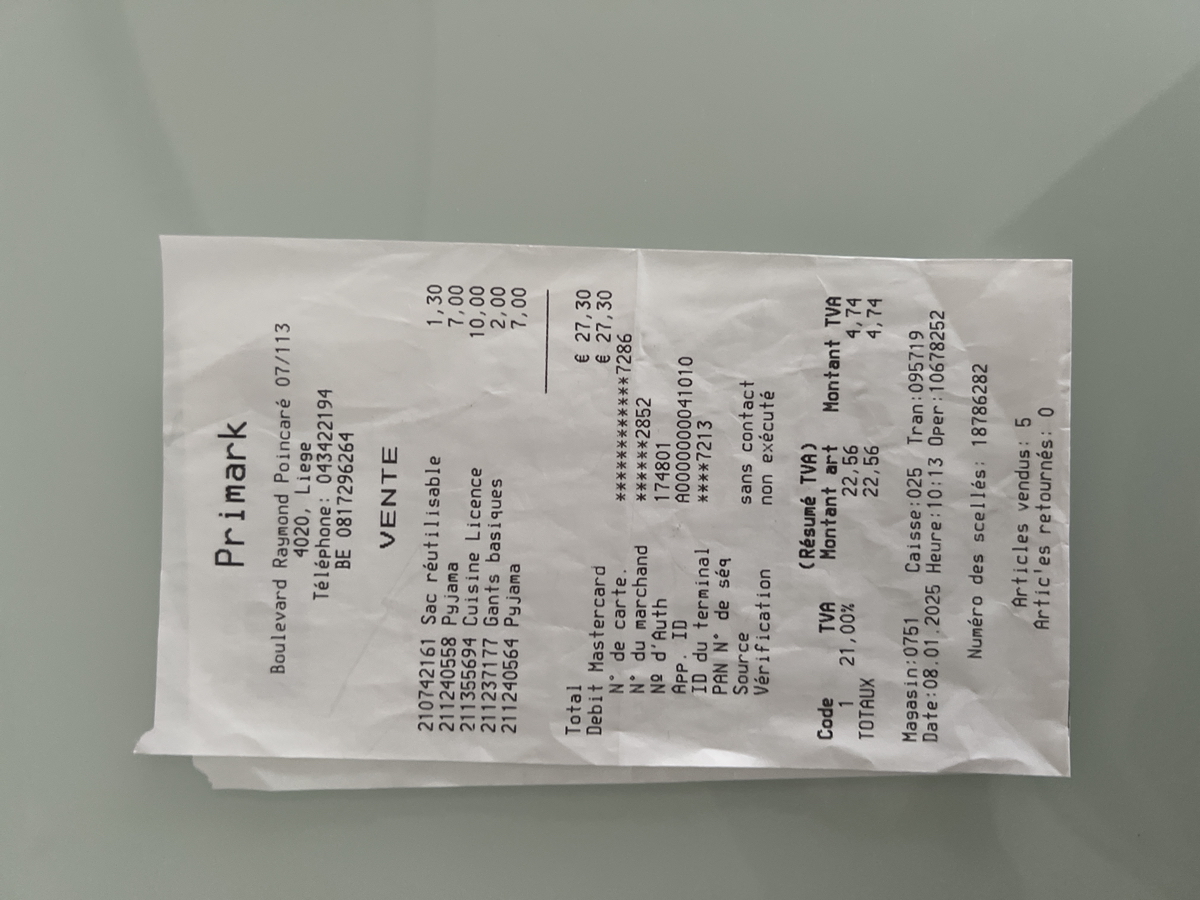 Primark
Boulevard Raymond Poincaré 07/113
4020, Liege
Téléphone: 043422194
BE 0817296264
VENTE
210742161 Sac réutilisable 1,30
211240558 Pyjama 7,00
211355694 Cuisine Licence 10,00
211237177 Gants basiques 2,00
211240564 Pyjama 7,00
Total € 27,30
Debit Mastercard € 27,30
N° de carte. ************7286
N° du marchand ******2852
Nº d'Auth 174801
APP. ID A0000000041010
ID du terminal ****7213
PAN N° de séq
Source sans contact
Vérification non exécuté
(Résumé TVA)
Code TVA Montant art Montant TVA
1 21,00% 22,56 4,74
TOTAUX 22,56 4,74
Magasin:0751 Caisse:025 Tran:095719
Date:08.01.2025 Heure:10:13 Oper:10678252
Numéro des scellés: 18786282
Articles vendus: 5
Artic'es retournés: 0